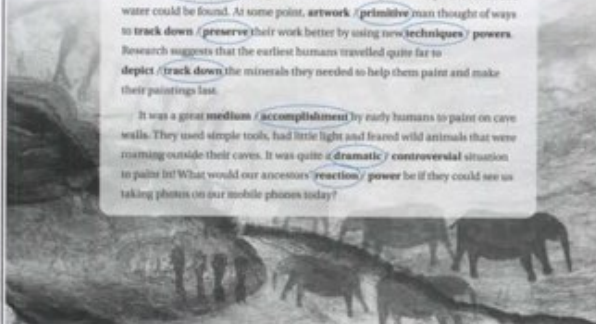 water could be found. At some point, artwork / primitive man thought of ways
to track down / preserve their work better by using new techniques / powers.
Research suggests that the earliest humans travelled quite far to
depict / track down the minerals they needed to help them paint and make
their paintings last.
It was a great medium / accomplishment by early humans to paint on cave
walls. They used simple tools, had little light and feared wild animals that were
roaming outside their caves. It was quite a dramatic / controversial situation
to paint in! What would our ancestors' reaction / power be if they could see us
taking photos on our mobile phones today?